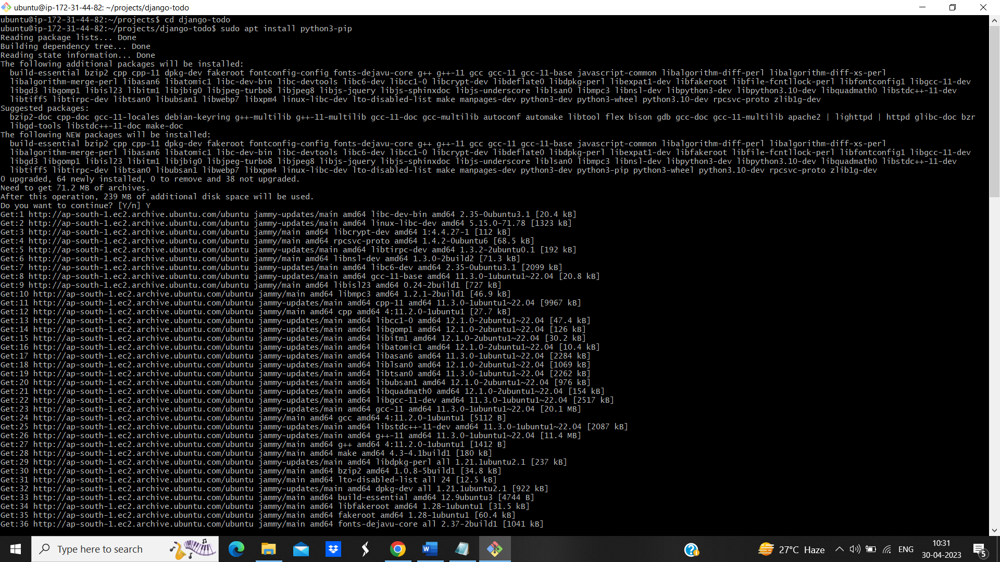 ubuntu@ip-172-31-44-82: ~/projects/django-todo
ubuntu@ip-172-31-44-82:~/projects$ cd django-todo
ubuntu@ip-172-31-44-82:~/projects/django-todo$ sudo apt install python3-pip
Reading package lists... Done
Building dependency tree... Done
Reading state information... Done
The following additional packages will be installed:
  build-essential bzip2 cpp cpp-11 dpkg-dev fakeroot fontconfig-config fonts-dejavu-core g++ g++-11 gcc gcc-11 gcc-11-base javascript-common libalgorithm-diff-perl libalgorithm-diff-xs-perl
  libalgorithm-merge-perl libasan6 libatomic1 libc-dev-bin libc-devtools libc6-dev libcc1-0 libcrypt-dev libdeflate0 libdpkg-perl libexpat1-dev libfakeroot libfile-fcntllock-perl libfontconfig1 libgcc-11-dev
  libgd3 libgomp1 libisl23 libitm1 libjbig0 libjpeg-turbo8 libjpeg8 libjs-jquery libjs-sphinxdoc libjs-underscore liblsan0 libmpc3 libnsl-dev libpython3-dev libpython3.10-dev libquadmath0 libstdc++-11-dev
  libtiff5 libtirpc-dev libtsan0 libubsan1 libwebp7 libxpm4 linux-libc-dev lto-disabled-list make manpages-dev python3-dev python3-wheel python3.10-dev rpcsvc-proto zlib1g-dev
Suggested packages:
  bzip2-doc cpp-doc gcc-11-locales debian-keyring g++-multilib g++-11-multilib gcc-11-doc gcc-multilib autoconf automake libtool flex bison gdb gcc-doc gcc-11-multilib apache2 | lighttpd | httpd glibc-doc bzr
  libgd-tools libstdc++-11-doc make-doc
The following NEW packages will be installed:
  build-essential bzip2 cpp cpp-11 dpkg-dev fakeroot fontconfig-config fonts-dejavu-core g++ g++-11 gcc gcc-11 gcc-11-base javascript-common libalgorithm-diff-perl libalgorithm-diff-xs-perl
  libalgorithm-merge-perl libasan6 libatomic1 libc-dev-bin libc-devtools libc6-dev libcc1-0 libcrypt-dev libdeflate0 libdpkg-perl libexpat1-dev libfakeroot libfile-fcntllock-perl libfontconfig1 libgcc-11-dev
  libgd3 libgomp1 libisl23 libitm1 libjbig0 libjpeg-turbo8 libjpeg8 libjs-jquery libjs-sphinxdoc libjs-underscore liblsan0 libmpc3 libnsl-dev libpython3-dev libpython3.10-dev libquadmath0 libstdc++-11-dev
  libtiff5 libtirpc-dev libtsan0 libubsan1 libwebp7 libxpm4 linux-libc-dev lto-disabled-list make manpages-dev python3-dev python3-pip python3-wheel python3.10-dev rpcsvc-proto zlib1g-dev
0 upgraded, 64 newly installed, 0 to remove and 38 not upgraded.
Need to get 71.2 MB of archives.
After this operation, 239 MB of additional disk space will be used.
Do you want to continue? [Y/n] Y
Get:1 http://ap-south-1.ec2.archive.ubuntu.com/ubuntu jammy-updates/main amd64 libc-dev-bin amd64 2.35-0ubuntu3.1 [20.4 kB]
Get:2 http://ap-south-1.ec2.archive.ubuntu.com/ubuntu jammy-updates/main amd64 linux-libc-dev amd64 5.15.0-71.78 [1323 kB]
Get:3 http://ap-south-1.ec2.archive.ubuntu.com/ubuntu jammy/main amd64 libcrypt-dev amd64 1:4.4.27-1 [112 kB]
Get:4 http://ap-south-1.ec2.archive.ubuntu.com/ubuntu jammy/main amd64 rpcsvc-proto amd64 1.4.2-0ubuntu6 [68.5 kB]
Get:5 http://ap-south-1.ec2.archive.ubuntu.com/ubuntu jammy-updates/main amd64 libtirpc-dev amd64 1.3.2-2ubuntu0.1 [192 kB]
Get:6 http://ap-south-1.ec2.archive.ubuntu.com/ubuntu jammy/main amd64 libnsl-dev amd64 1.3.0-2build2 [71.3 kB]
Get:7 http://ap-south-1.ec2.archive.ubuntu.com/ubuntu jammy-updates/main amd64 libc6-dev amd64 2.35-0ubuntu3.1 [2099 kB]
Get:8 http://ap-south-1.ec2.archive.ubuntu.com/ubuntu jammy-updates/main amd64 gcc-11-base amd64 11.3.0-1ubuntu1~22.04 [20.8 kB]
Get:9 http://ap-south-1.ec2.archive.ubuntu.com/ubuntu jammy/main amd64 libisl23 amd64 0.24-2build1 [727 kB]
Get:10 http://ap-south-1.ec2.archive.ubuntu.com/ubuntu jammy/main amd64 libmpc3 amd64 1.2.1-2build1 [46.9 kB]
Get:11 http://ap-south-1.ec2.archive.ubuntu.com/ubuntu jammy-updates/main amd64 cpp-11 amd64 11.3.0-1ubuntu1~22.04 [9967 kB]
Get:12 http://ap-south-1.ec2.archive.ubuntu.com/ubuntu jammy/main amd64 cpp amd64 4:11.2.0-1ubuntu1 [27.7 kB]
Get:13 http://ap-south-1.ec2.archive.ubuntu.com/ubuntu jammy-updates/main amd64 libcc1-0 amd64 12.1.0-2ubuntu1~22.04 [47.4 kB]
Get:14 http://ap-south-1.ec2.archive.ubuntu.com/ubuntu jammy-updates/main amd64 libgomp1 amd64 12.1.0-2ubuntu1~22.04 [126 kB]
Get:15 http://ap-south-1.ec2.archive.ubuntu.com/ubuntu jammy-updates/main amd64 libitm1 amd64 12.1.0-2ubuntu1~22.04 [30.2 kB]
Get:16 http://ap-south-1.ec2.archive.ubuntu.com/ubuntu jammy-updates/main amd64 libatomic1 amd64 12.1.0-2ubuntu1~22.04 [10.4 kB]
Get:17 http://ap-south-1.ec2.archive.ubuntu.com/ubuntu jammy-updates/main amd64 libasan6 amd64 11.3.0-1ubuntu1~22.04 [2284 kB]
Get:18 http://ap-south-1.ec2.archive.ubuntu.com/ubuntu jammy-updates/main amd64 liblsan0 amd64 12.1.0-2ubuntu1~22.04 [1069 kB]
Get:19 http://ap-south-1.ec2.archive.ubuntu.com/ubuntu jammy-updates/main amd64 libtsan0 amd64 11.3.0-1ubuntu1~22.04 [2262 kB]
Get:20 http://ap-south-1.ec2.archive.ubuntu.com/ubuntu jammy-updates/main amd64 libubsan1 amd64 12.1.0-2ubuntu1~22.04 [976 kB]
Get:21 http://ap-south-1.ec2.archive.ubuntu.com/ubuntu jammy-updates/main amd64 libquadmath0 amd64 12.1.0-2ubuntu1~22.04 [154 kB]
Get:22 http://ap-south-1.ec2.archive.ubuntu.com/ubuntu jammy-updates/main amd64 libgcc-11-dev amd64 11.3.0-1ubuntu1~22.04 [2517 kB]
Get:23 http://ap-south-1.ec2.archive.ubuntu.com/ubuntu jammy-updates/main amd64 gcc-11 amd64 11.3.0-1ubuntu1~22.04 [20.1 MB]
Get:24 http://ap-south-1.ec2.archive.ubuntu.com/ubuntu jammy/main amd64 gcc amd64 4:11.2.0-1ubuntu1 [5112 B]
Get:25 http://ap-south-1.ec2.archive.ubuntu.com/ubuntu jammy-updates/main amd64 libstdc++-11-dev amd64 11.3.0-1ubuntu1~22.04 [2087 kB]
Get:26 http://ap-south-1.ec2.archive.ubuntu.com/ubuntu jammy-updates/main amd64 g++-11 amd64 11.3.0-1ubuntu1~22.04 [11.4 MB]
Get:27 http://ap-south-1.ec2.archive.ubuntu.com/ubuntu jammy/main amd64 g++ amd64 4:11.2.0-1ubuntu1 [1412 B]
Get:28 http://ap-south-1.ec2.archive.ubuntu.com/ubuntu jammy/main amd64 make amd64 4.3-4.1build1 [180 kB]
Get:29 http://ap-south-1.ec2.archive.ubuntu.com/ubuntu jammy-updates/main amd64 libdpkg-perl all 1.21.1ubuntu2.1 [237 kB]
Get:30 http://ap-south-1.ec2.archive.ubuntu.com/ubuntu jammy/main amd64 bzip2 amd64 1.0.8-5build1 [34.8 kB]
Get:31 http://ap-south-1.ec2.archive.ubuntu.com/ubuntu jammy/main amd64 lto-disabled-list all 24 [12.5 kB]
Get:32 http://ap-south-1.ec2.archive.ubuntu.com/ubuntu jammy-updates/main amd64 dpkg-dev all 1.21.1ubuntu2.1 [922 kB]
Get:33 http://ap-south-1.ec2.archive.ubuntu.com/ubuntu jammy/main amd64 build-essential amd64 12.9ubuntu3 [4744 B]
Get:34 http://ap-south-1.ec2.archive.ubuntu.com/ubuntu jammy/main amd64 libfakeroot amd64 1.28-1ubuntu1 [31.5 kB]
Get:35 http://ap-south-1.ec2.archive.ubuntu.com/ubuntu jammy/main amd64 fakeroot amd64 1.28-1ubuntu1 [60.4 kB]
Get:36 http://ap-south-1.ec2.archive.ubuntu.com/ubuntu jammy/main amd64 fonts-dejavu-core all 2.37-2build1 [1041 kB]
Type here to search
27°C Haze
ENG
10:31
30-04-2023
5